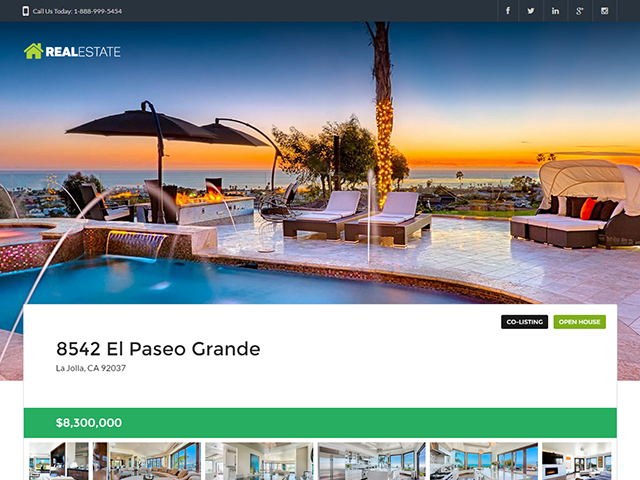 Call Us Today: 1-888-999-5454
REALESTATE
CO-LISTING
OPEN HOUSE
8542 El Paseo Grande
La Jolla, CA 92037
$8,300,000